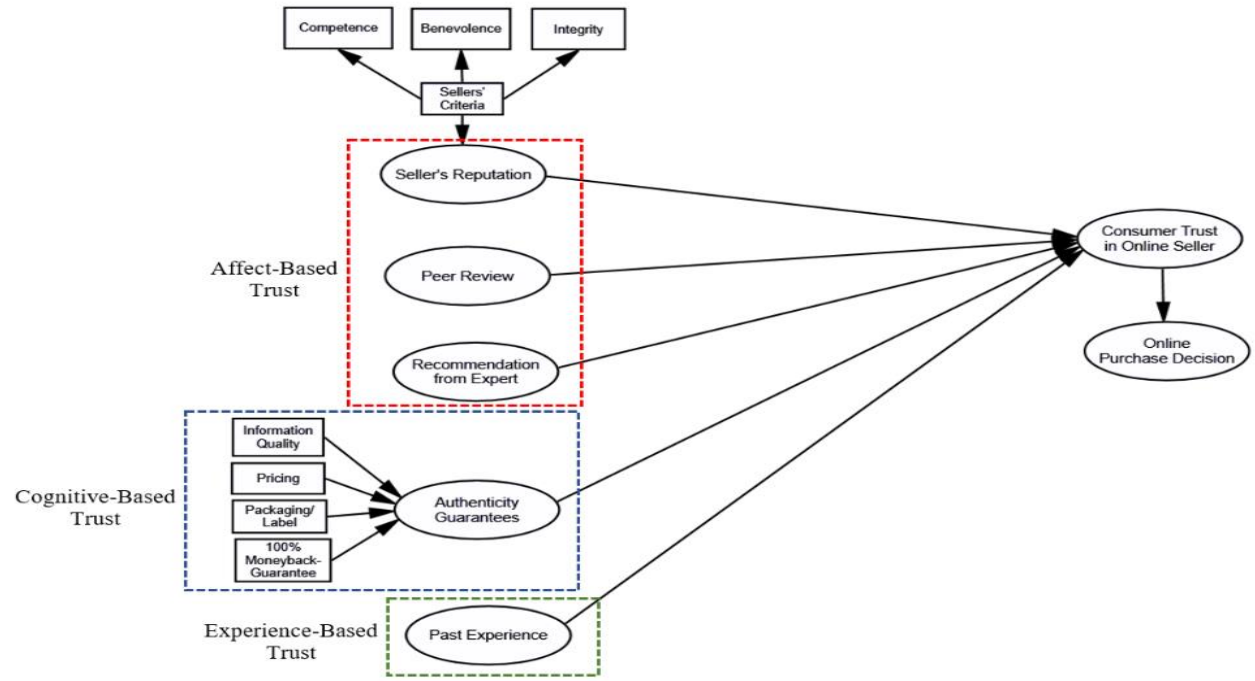 Competence
Benevolence
Integrity
Sellers'
Criteria
Seller's Reputation
Consumer Trust
in Online Seller
Affect-Based
Trust
Peer Review
Online
Purchase Decision
Recommendation
from Expert
Information
Quality
Pricing
Cognitive-Based
Trust
Packaging/
Label
Authenticity
Guarantees
100%
Moneyback-
Guarantee
Experience-Based
Trust
Past Experience